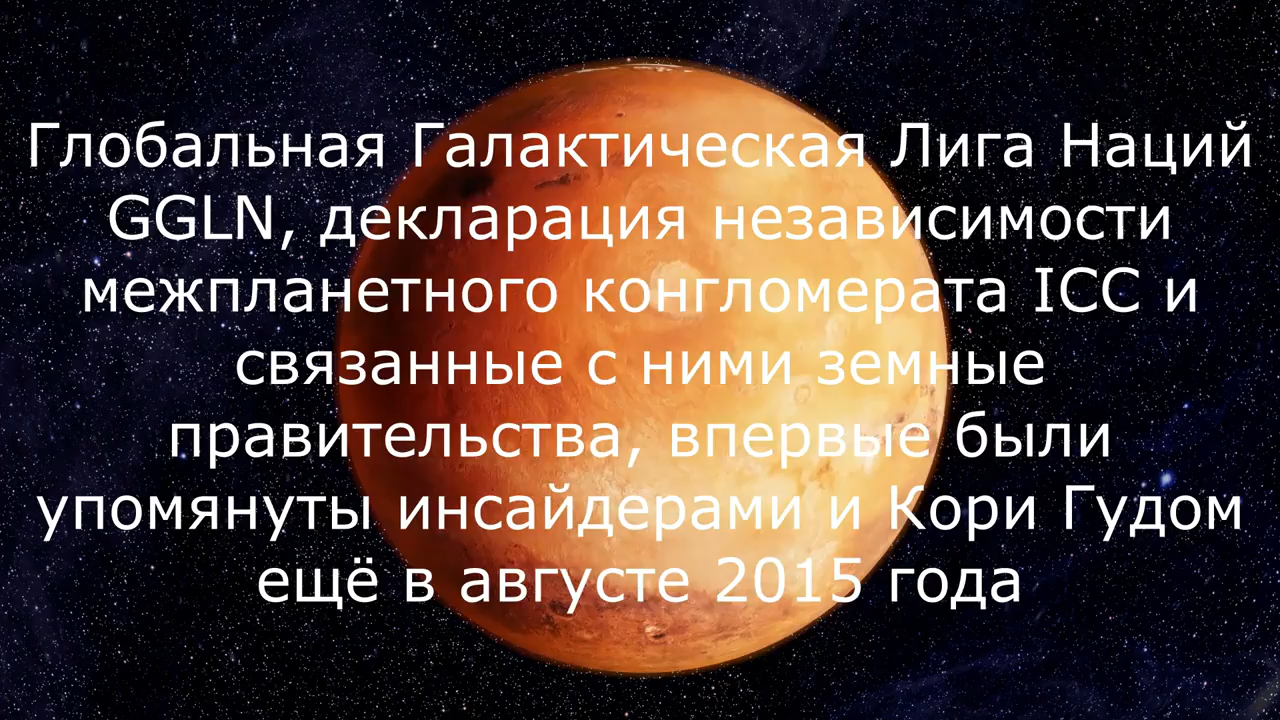 Глобальная Галактическая Лига Наций
GGLN, декларация независимости
межпланетного конгломерата ICC и
связанные с ними земные
правительства, впервые были
упомянуты инсайдерами и Кори Гудом
ещё в августе 2015 года